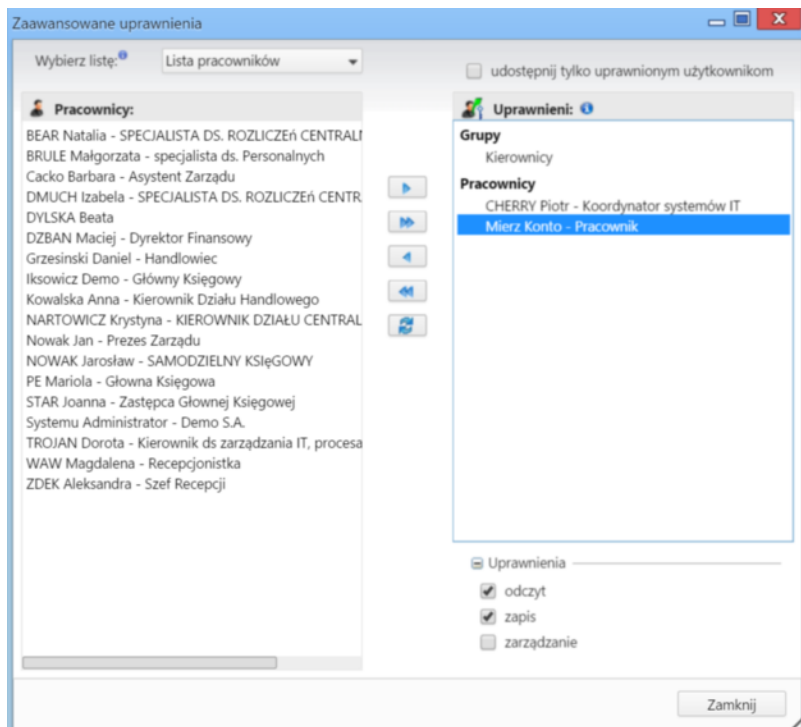 Zaawansowane uprawnienia
Wybierz listę:
Lista pracowników
udostępnij tylko uprawnionym użytkownikom
Pracownicy:
BEAR Natalia - SPECJALISTA DS. ROZLICZEń CENTRAL
BRULE Małgorzata - specjalista ds. Personalnych
Cacko Barbara - Asystent Zarządu
DMUCH Izabela - SPECJALISTA DS. ROZLICZEń CENTR
DYLSKA Beata
DZBAN Maciej - Dyrektor Finansowy
Grzesinski Daniel - Handlowiec
Iksowicz Demo - Główny Księgowy
Kowalska Anna - Kierownik Działu Handlowego
NARTOWICZ Krystyna - KIEROWNIK DZIAŁU CENTRAL
Nowak Jan - Prezes Zarządu
NOWAK Jarosław - SAMODZIELNY KSIęGOWY
PE Mariola - Głowna Księgowa
STAR Joanna - Zastępca Głownej Księgowej
Systemu Administrator - Demo S.A.
TROJAN Dorota - Kierownik ds zarządzania IT, procesa
WAW Magdalena - Recepcjonistka
ZDEK Aleksandra - Szef Recepcji
Uprawnieni:
Grupy
Kierownicy
Pracownicy
CHERRY Piotr - Koordynator systemów IT
Mierz Konto - Pracownik
Uprawnienia
odczyt
zapis
zarządzanie
Zamknij